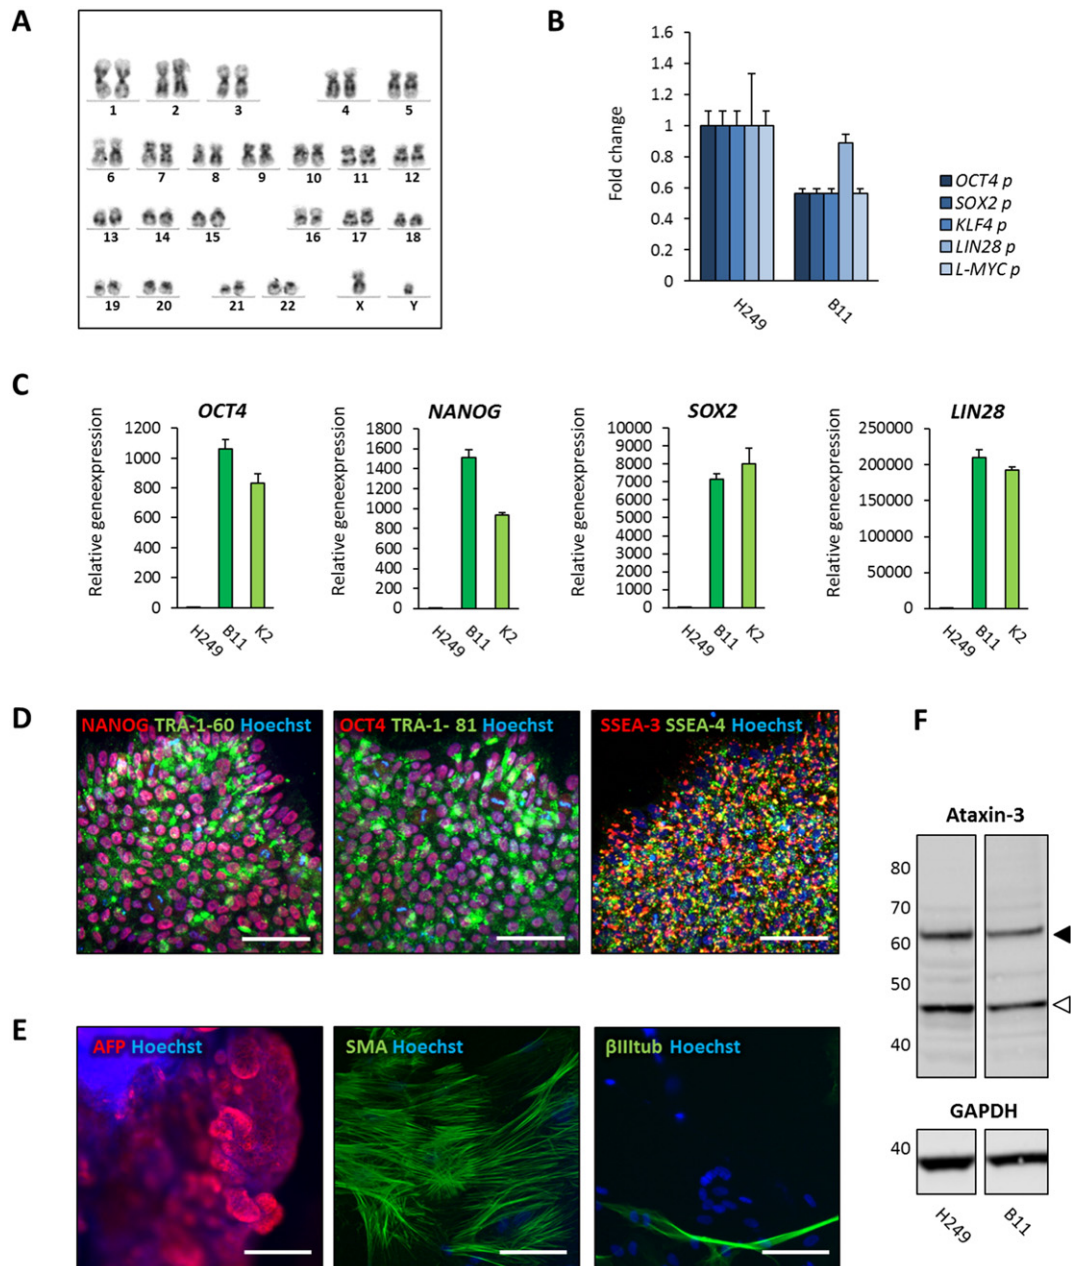 A
1 2 3 4 5
6 7 8 9 10 11 12
13 14 15 16 17 18
19 20 21 22 X Y
B
Fold change
1.6
1.4
1.2
1
0.8
0.6
0.4
0.2
0
H249 B11
OCT4 p
SOX2 p
KLF4 p
LIN28 p
L-MYC p
C
OCT4
Relative geneexpression
1200
1000
800
600
400
200
0
H249 B11 K2
NANOG
Relative geneexpression
1800
1600
1400
1200
1000
800
600
400
200
0
H249 B11 K2
SOX2
Relative geneexpression
10000
9000
8000
7000
6000
5000
4000
3000
2000
1000
0
H249 B11 K2
LIN28
Relative geneexpression
250000
200000
150000
100000
50000
0
H249 B11 K2
D
NANOG TRA-1-60 Hoechst
OCT4 TRA-1- 81 Hoechst
SSEA-3 SSEA-4 Hoechst
E
AFP Hoechst
SMA Hoechst
βIIItub Hoechst
F
Ataxin-3
80
70
60
50
40
GAPDH
40
H249 B11